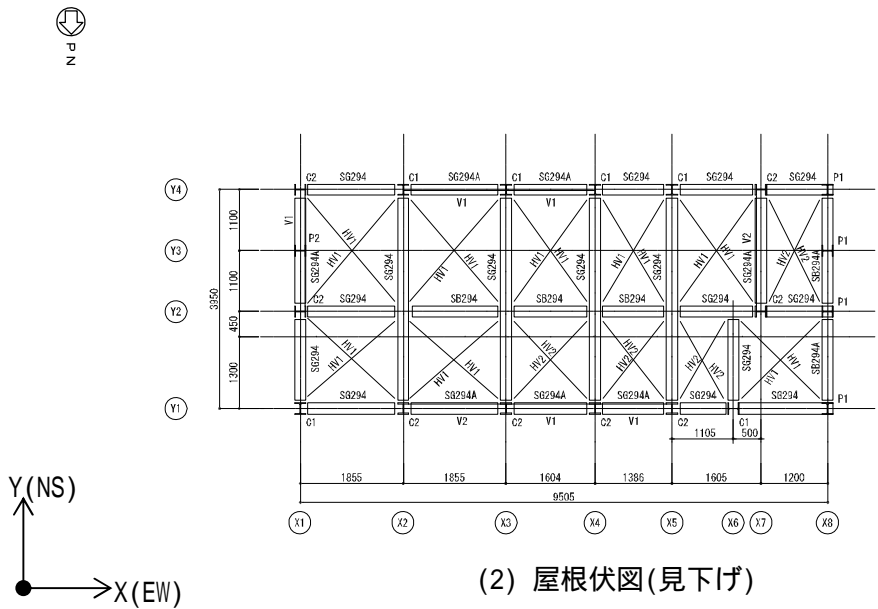 PN
C2 SG294 C1 SG294A C1 SG294A C1 SG294 C1 SG294 C2 SG294 P1
Y4
V1 V1
V1 HV1 HV1 SG294 HV1 HV1 SG294 HV1 HV1 SG294 HV1 HV1 SG294 HV1 HV1 SG294A V2 HV2 HV2 SB294A
1100
Y3 P2 P1
SG294A
1100
3950
C2 SG294 SB294 SB294 SB294 SG294 C2 SG294 P1
Y2
450
SG294 HV1 HV1 HV1 HV1 HV2 HV2 HV2 HV2 HV2 HV2 SG294 HV1 HV1 SB294A
1300
SG294 SG294A SG294A SG294A SG294 SG294 P1
Y1
C1 C2 V2 C2 V1 C2 V1 C2 C1
1105 500
1855 1855 1604 1386 1605 1200
9505
X1 X2 X3 X4 X5 X6 X7 X8
Y(NS)
X(EW)
(2) 屋根伏図(見下げ)